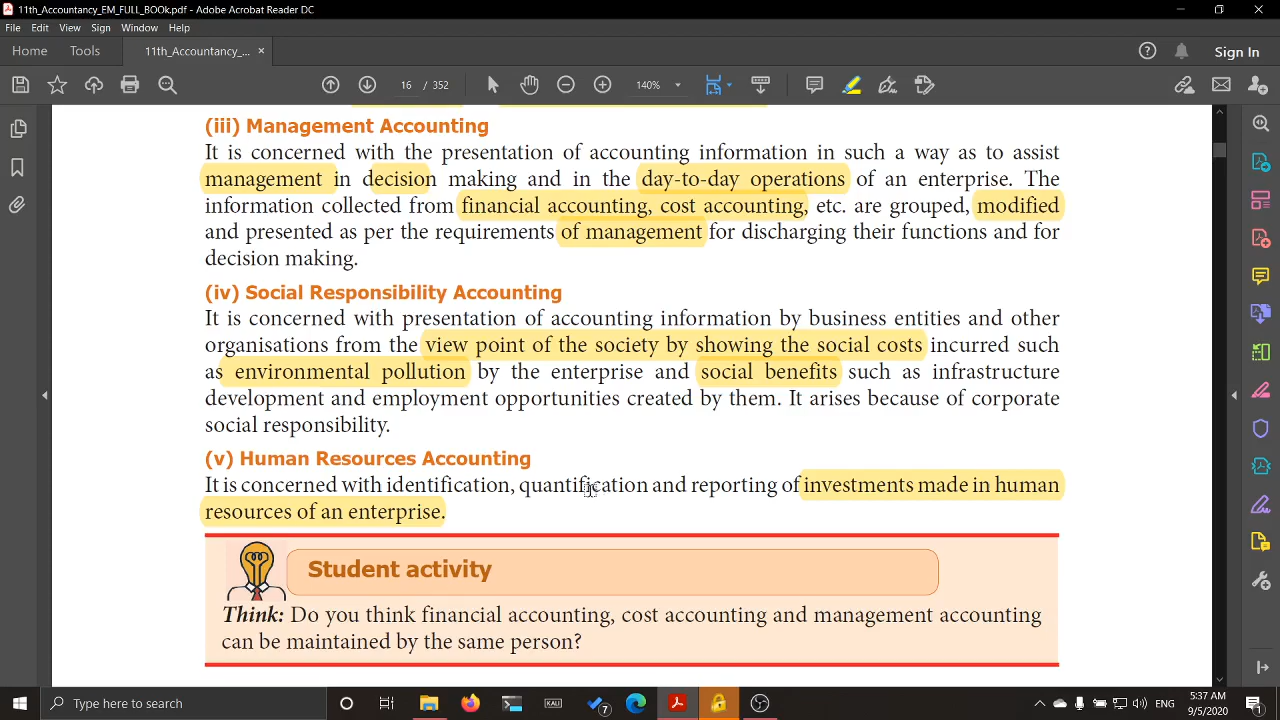 11th_Accountancy_EM_FULL_BOOk.pdf - Adobe Acrobat Reader DC
File Edit View Sign Window Help
Home Tools 11th_Accountancy_... × Sign In
16 / 352 140%
(iii) Management Accounting
It is concerned with the presentation of accounting information in such a way as to assist
management in decision making and in the day-to-day operations of an enterprise. The
information collected from financial accounting, cost accounting, etc. are grouped, modified
and presented as per the requirements of management for discharging their functions and for
decision making.
(iv) Social Responsibility Accounting
It is concerned with presentation of accounting information by business entities and other
organisations from the view point of the society by showing the social costs incurred such
as environmental pollution by the enterprise and social benefits such as infrastructure
development and employment opportunities created by them. It arises because of corporate
social responsibility.
(v) Human Resources Accounting
It is concerned with identification, quantification and reporting of investments made in human
resources of an enterprise.
Student activity
Think: Do you think financial accounting, cost accounting and management accounting
can be maintained by the same person?
Type here to search KALI 7 ENG 5:37 AM
9/5/2020 1